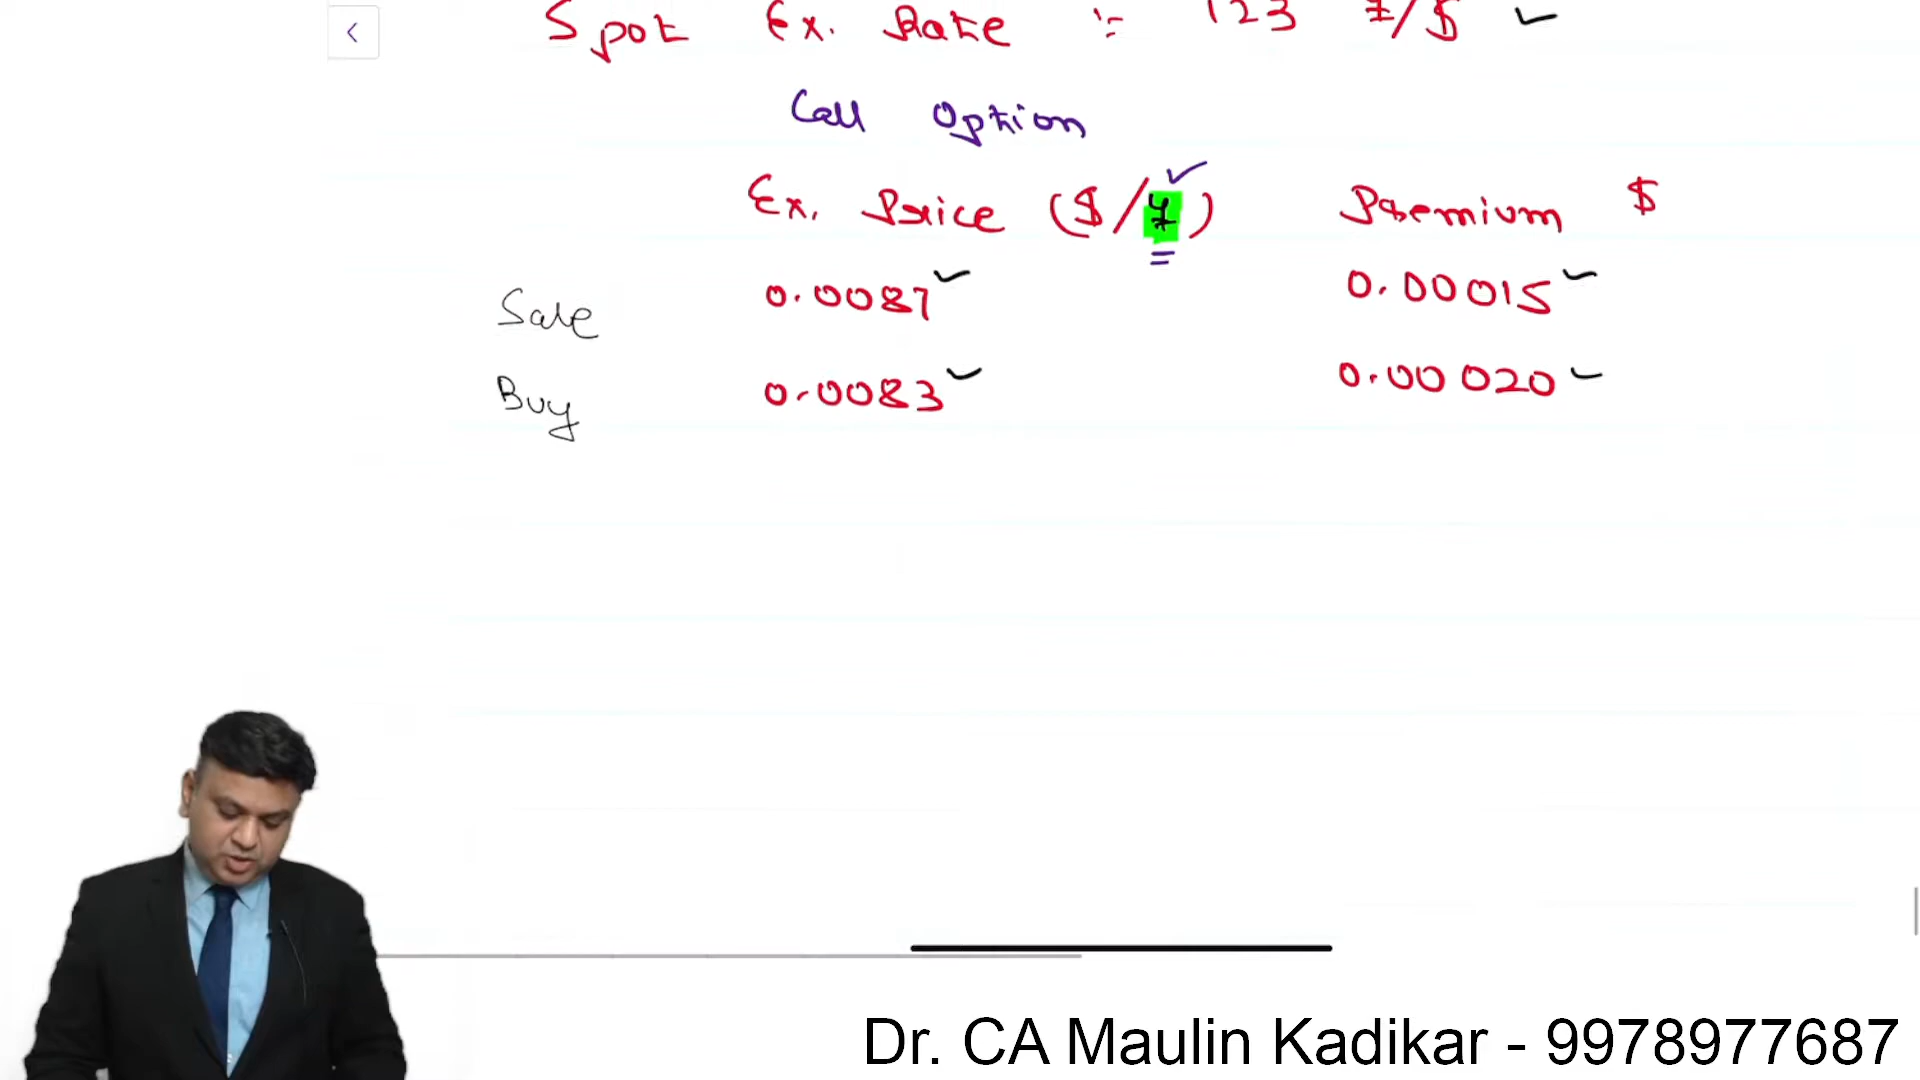 Spot Ex. Rate :- 123 ¥/$ ✓
Call Option
Ex. Price ($/¥) Premium $
Sale 0.0087 0.00015
Buy 0.0083 0.00020
Dr. CA Maulin Kadikar - 9978977687